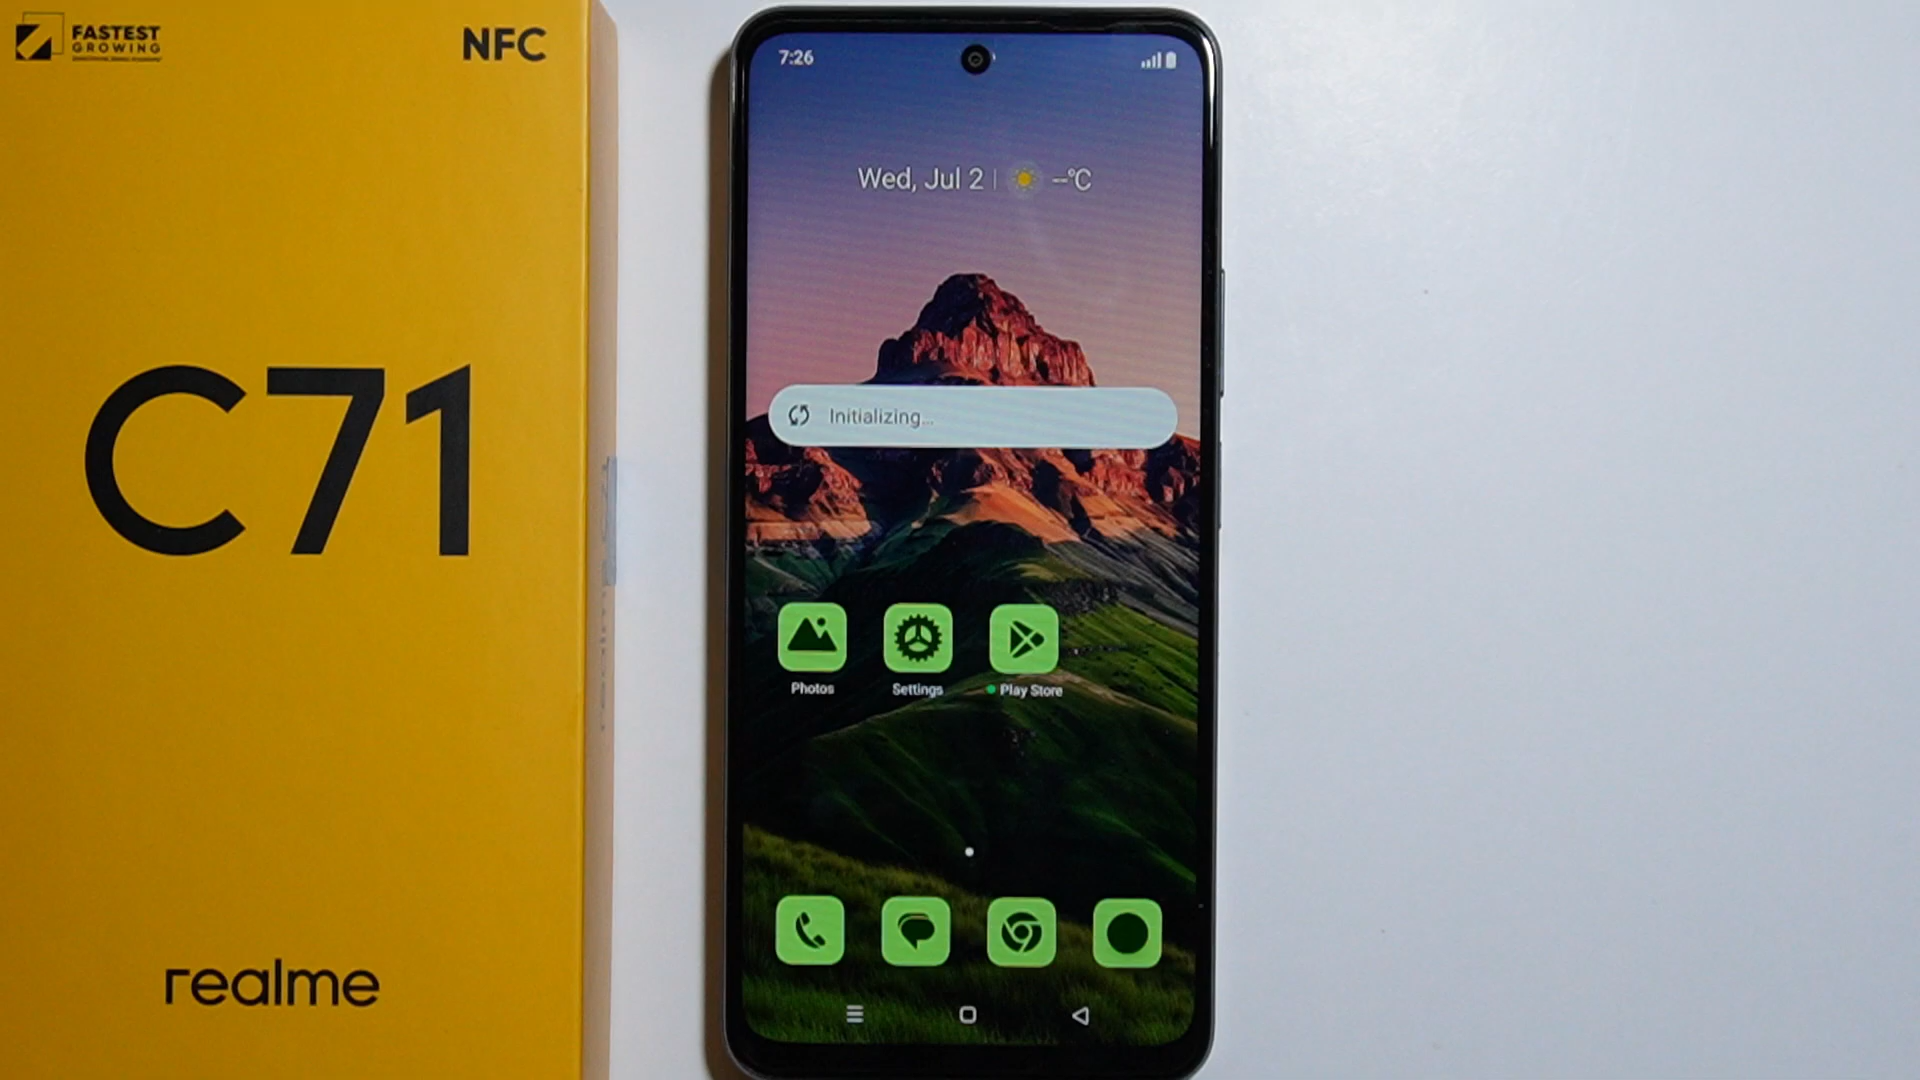 FASTEST
GROWING
NFC
C71
realme
7:26
Wed, Jul 2 | --°C
Initializing...
Photos
Settings
Play Store